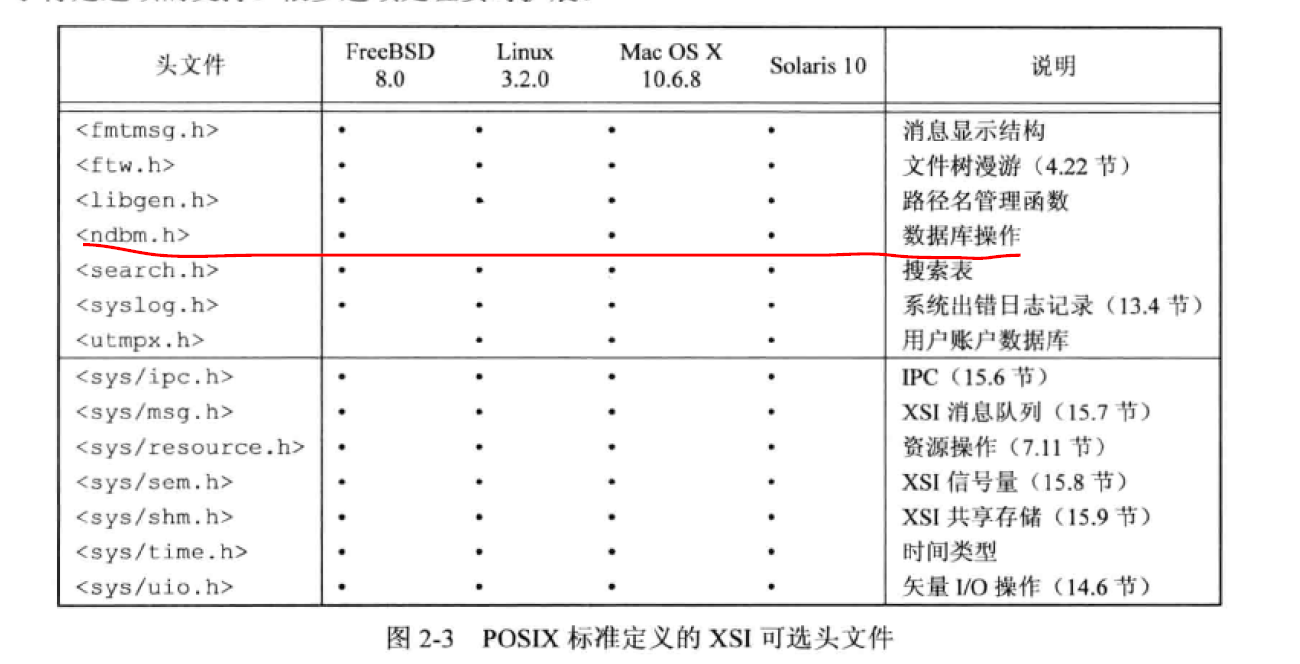 头文件 FreeBSD 8.0 Linux 3.2.0 Mac OS X 10.6.8 Solaris 10 说明
<fmtmsg.h> • • • • 消息显示结构
<ftw.h> • • • • 文件树漫游（4.22 节）
<libgen.h> • • • • 路径名管理函数
<ndbm.h> • • • 数据库操作
<search.h> • • • • 搜索表
<syslog.h> • • • • 系统出错日志记录（13.4 节）
<utmpx.h> • • • 用户账户数据库
<sys/ipc.h> • • • • IPC（15.6 节）
<sys/msg.h> • • • • XSI 消息队列（15.7 节）
<sys/resource.h> • • • • 资源操作（7.11 节）
<sys/sem.h> • • • • XSI 信号量（15.8 节）
<sys/shm.h> • • • • XSI 共享存储（15.9 节）
<sys/time.h> • • • • 时间类型
<sys/uio.h> • • • • 矢量 I/O 操作（14.6 节）
图 2-3 POSIX 标准定义的 XSI 可选头文件